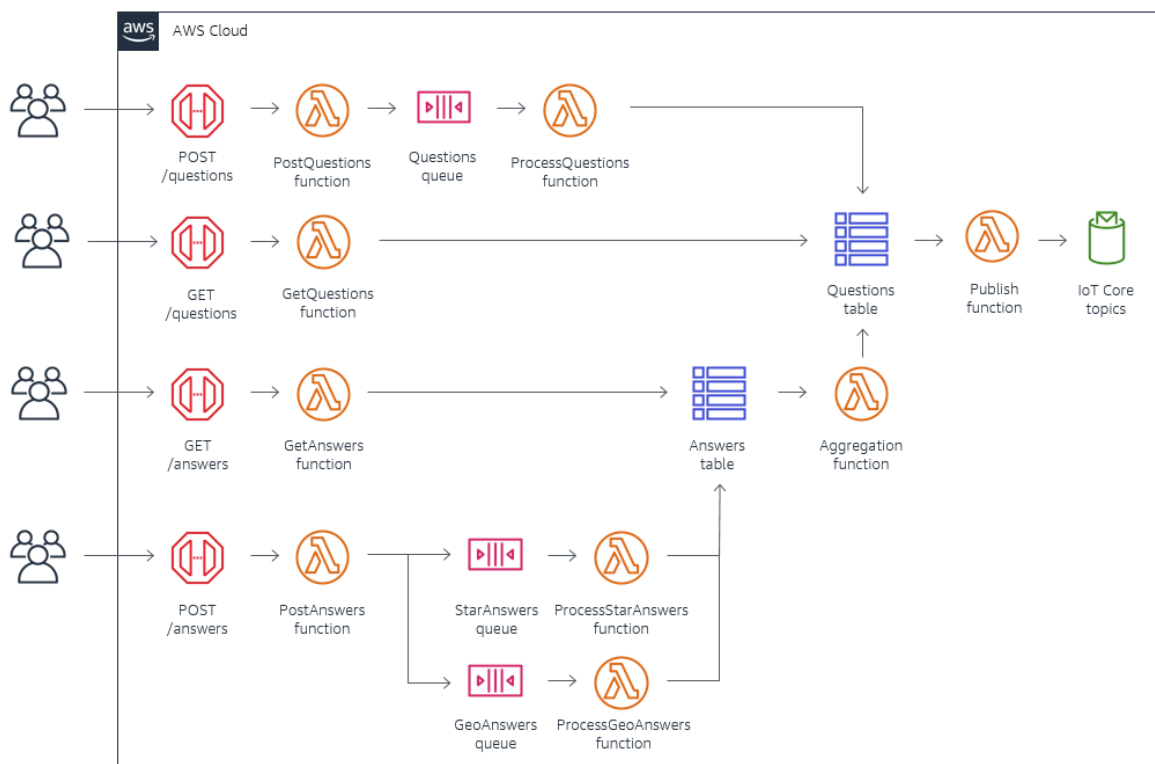 aws
AWS Cloud
POST
/questions
PostQuestions
function
Questions
queue
ProcessQuestions
function
GET
/questions
GetQuestions
function
Questions
table
Publish
function
IoT Core
topics
GET
/answers
GetAnswers
function
Answers
table
Aggregation
function
POST
/answers
PostAnswers
function
StarAnswers
queue
ProcessStarAnswers
function
GeoAnswers
queue
ProcessGeoAnswers
function